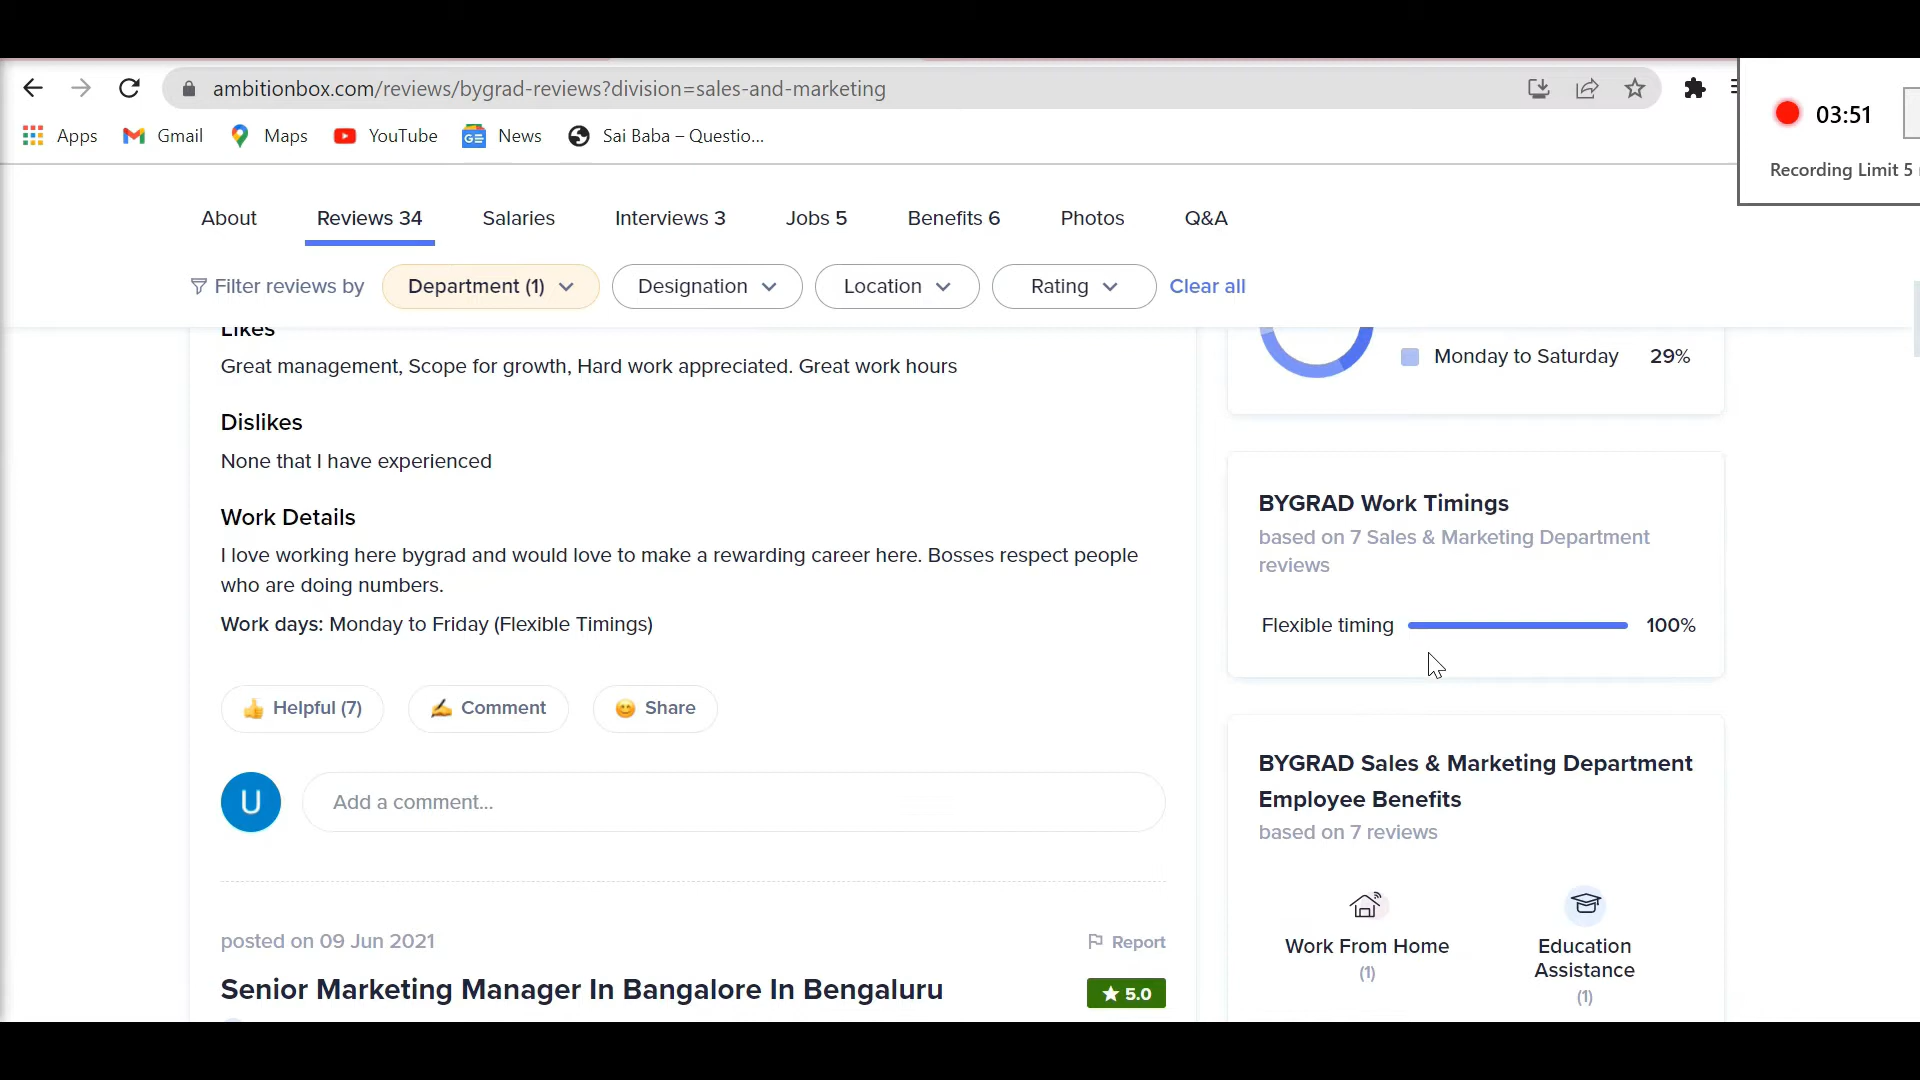 ambitionbox.com/reviews/bygrad-reviews?division=sales-and-marketing
03:51
Recording Limit 5
Apps Gmail Maps YouTube News Sai Baba – Questio...
About Reviews 34 Salaries Interviews 3 Jobs 5 Benefits 6 Photos Q&A
Filter reviews by Department (1) Designation Location Rating Clear all
Likes
Great management, Scope for growth, Hard work appreciated. Great work hours
Dislikes
None that I have experienced
Work Details
I love working here bygrad and would love to make a rewarding career here. Bosses respect people
who are doing numbers.
Work days: Monday to Friday (Flexible Timings)
Helpful (7) Comment Share
U Add a comment...
posted on 09 Jun 2021 Report
Senior Marketing Manager In Bangalore In Bengaluru 5.0
Monday to Saturday 29%
BYGRAD Work Timings
based on 7 Sales & Marketing Department
reviews
Flexible timing 100%
BYGRAD Sales & Marketing Department
Employee Benefits
based on 7 reviews
Work From Home
(1)
Education
Assistance
(1)